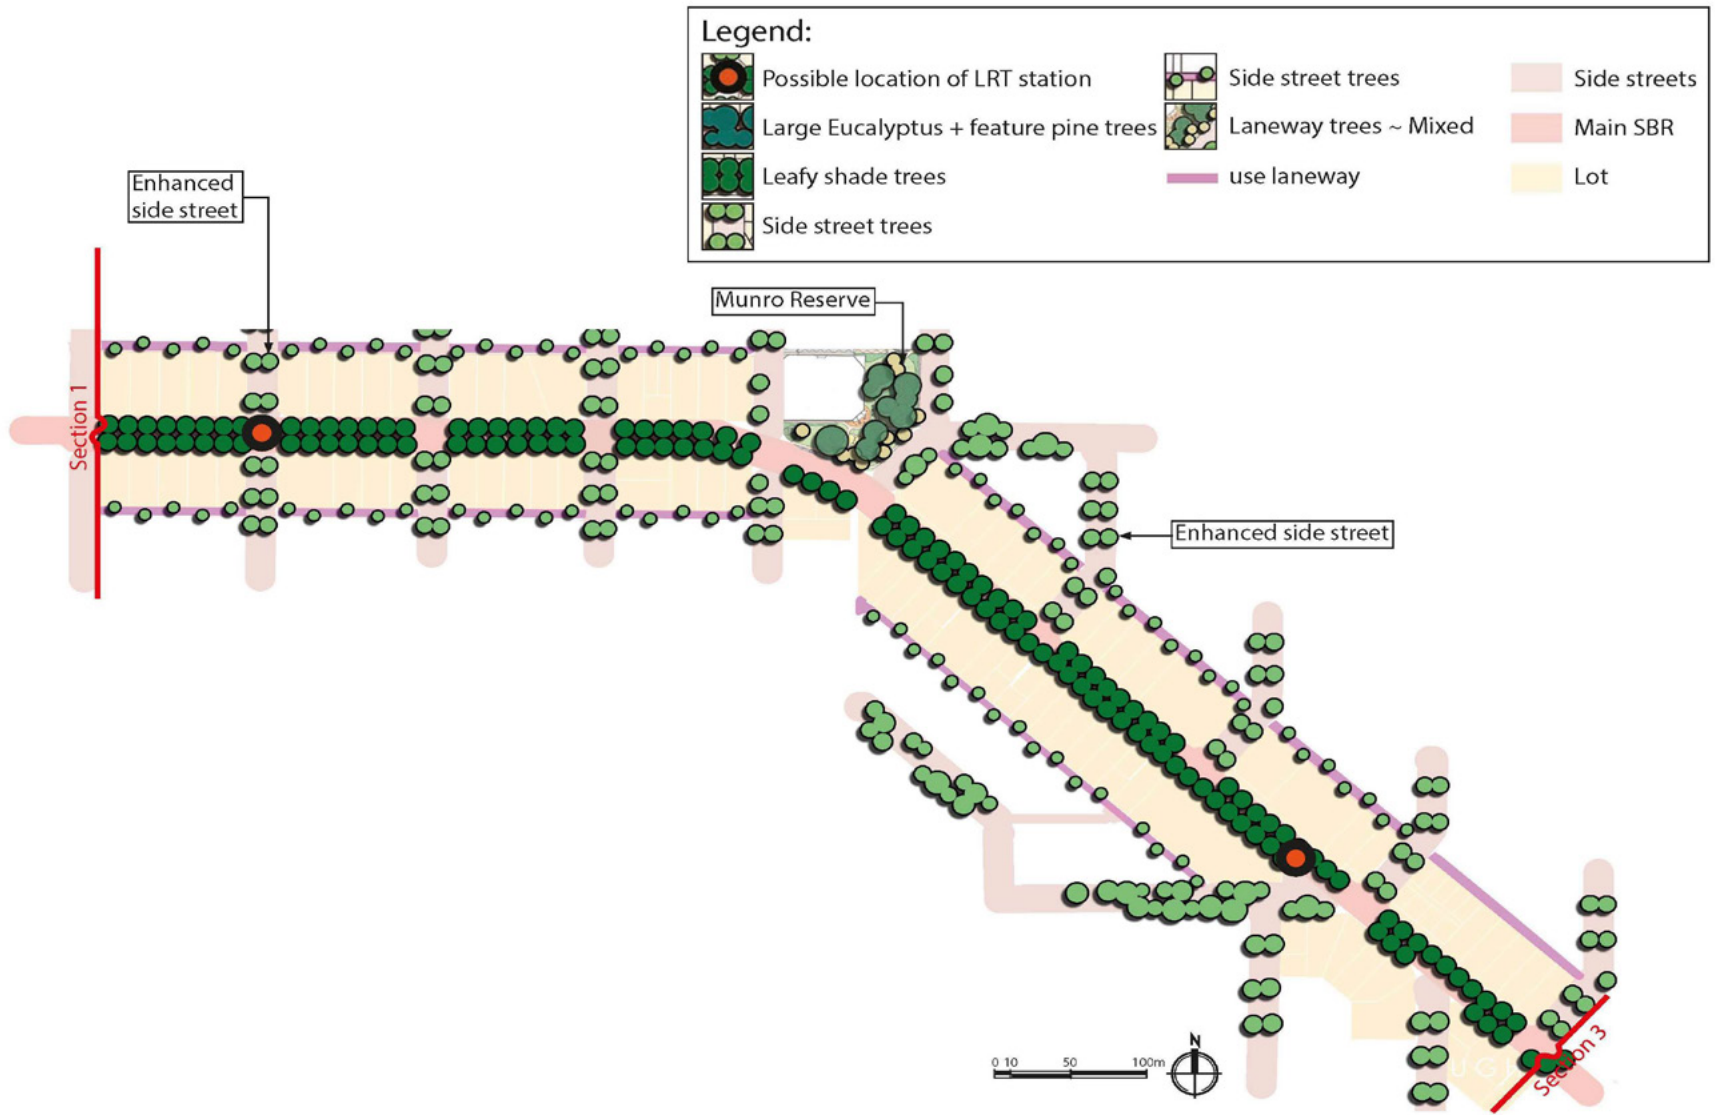 Legend:
Possible location of LRT station
Large Eucalyptus + feature pine trees
Leafy shade trees
Side street trees
Side street trees
Laneway trees ~ Mixed
use laneway
Side streets
Main SBR
Lot
Enhanced
side street
Munro Reserve
Section 1
Enhanced side street
0 10 50 100m
N
Section 3